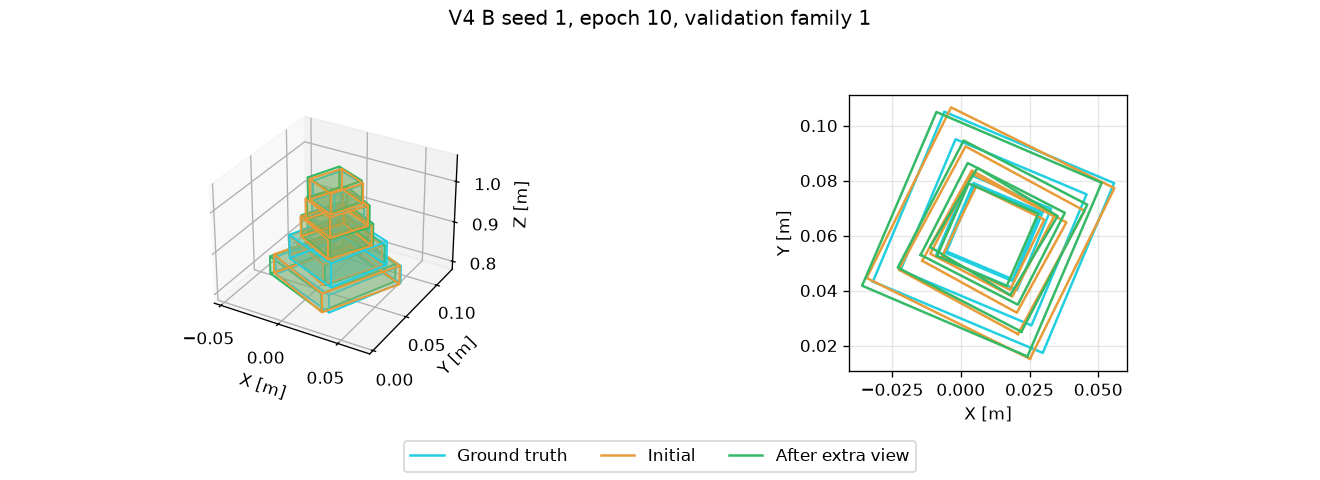 V4 B seed 1, epoch 10, validation family 1
1.0
0.9
0.8
Z [m]
−0.05
0.00
0.05
X [m]
0.00
0.05
0.10
Y [m]
0.10
0.08
0.06
0.04
0.02
Y [m]
−0.025
0.000
0.025
0.050
X [m]
Ground truth
Initial
After extra view